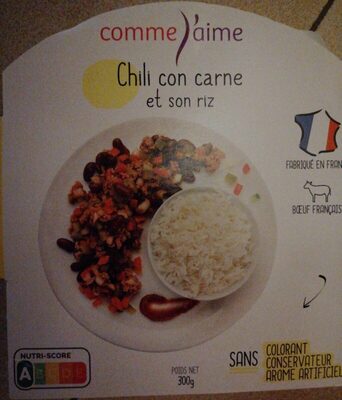 comme j'aime
Chili con carne
et son riz
FABRIQUÉ EN FRAN
BŒUF FRANÇAIS
NUTRI-SCORE
A
POIDS NET
300g
SANS COLORANT
CONSERVATEUR
ARÔME ARTIFICIEL